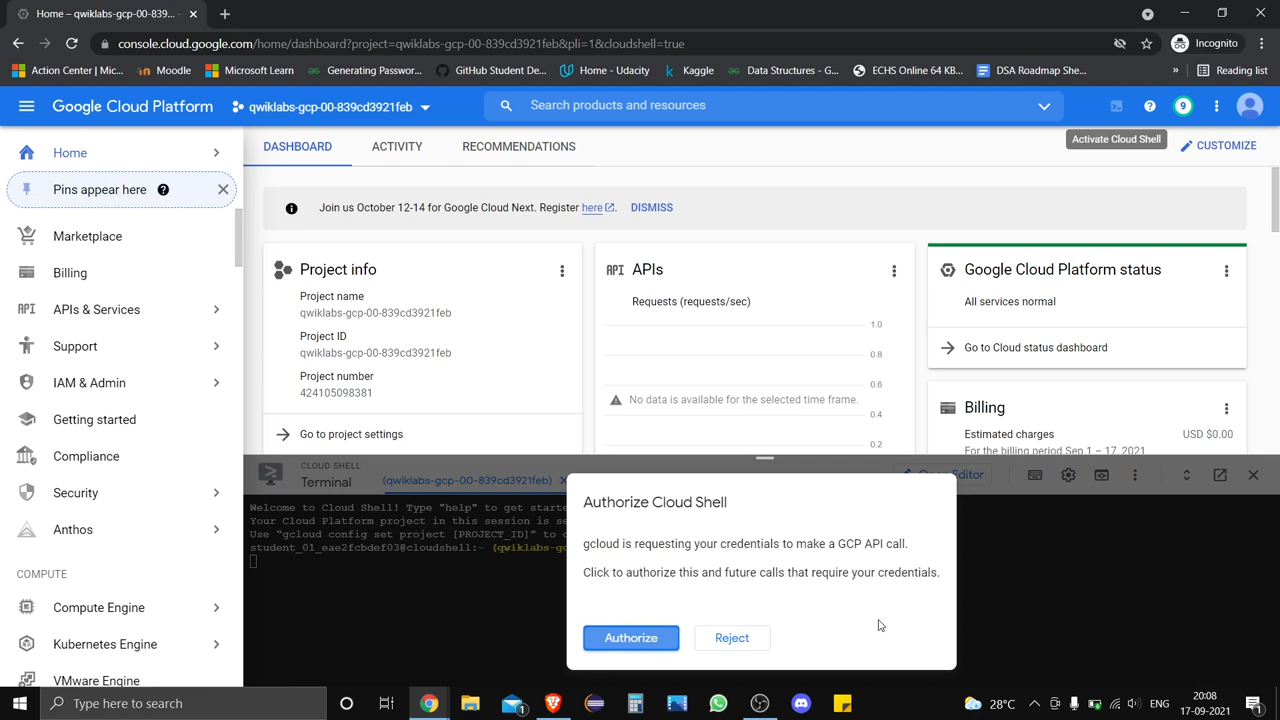 Home – qwiklabs-gcp-00-839...
console.cloud.google.com/home/dashboard?project=qwiklabs-gcp-00-839cd3921feb&pli=1&cloudshell=true
Incognito
Action Center | Mic...
Moodle
Microsoft Learn
Generating Passwor...
GitHub Student De...
Home - Udacity
Kaggle
Data Structures - G...
ECHS Online 64 KB...
DSA Roadmap She...
»
Reading list
Google Cloud Platform
qwiklabs-gcp-00-839cd3921feb
Search products and resources
9
Activate Cloud Shell
Home
Pins appear here
Marketplace
Billing
API APIs & Services
Support
IAM & Admin
Getting started
Compliance
Security
Anthos
COMPUTE
Compute Engine
Kubernetes Engine
VMware Engine
DASHBOARD
ACTIVITY
RECOMMENDATIONS
CUSTOMIZE
Join us October 12-14 for Google Cloud Next. Register here.
DISMISS
Project info
Project name
qwiklabs-gcp-00-839cd3921feb
Project ID
qwiklabs-gcp-00-839cd3921feb
Project number
424105098381
Go to project settings
API APIs
Requests (requests/sec)
1.0
0.8
0.6
No data is available for the selected time frame.
0.4
0.2
Google Cloud Platform status
All services normal
Go to Cloud status dashboard
Billing
Estimated charges
USD $0.00
For the billing period Sep 1 – 17, 2021
CLOUD SHELL
Terminal
(qwiklabs-gcp-00-839cd3921feb)
Open Editor
Welcome to Cloud Shell! Type "help" to get starte
Your Cloud Platform project in this session is se
Use "gcloud config set project [PROJECT_ID]" to c
student_01_eae2fcbdef03@cloudshell:~ (qwiklabs-gc
Authorize Cloud Shell
gcloud is requesting your credentials to make a GCP API call.
Click to authorize this and future calls that require your credentials.
Authorize
Reject
Type here to search
1
28°C
ENG
20:08
17-09-2021
1